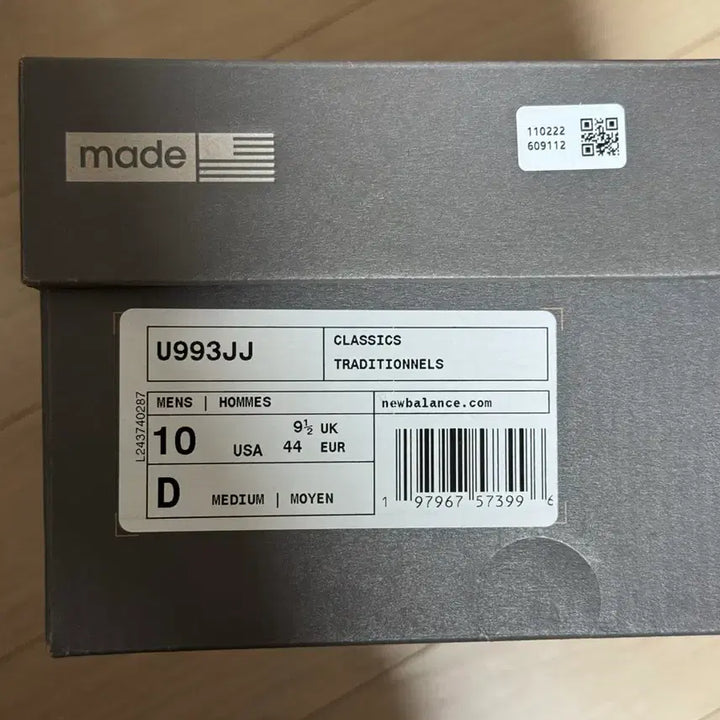 made
110222
609112
U993JJ
CLASSICS
TRADITIONNELS
MENS | HOMMES
newbalance.com
10 USA 9½ UK
44 EUR
D MEDIUM | MOYEN
L243740287
1 97967 57399 6